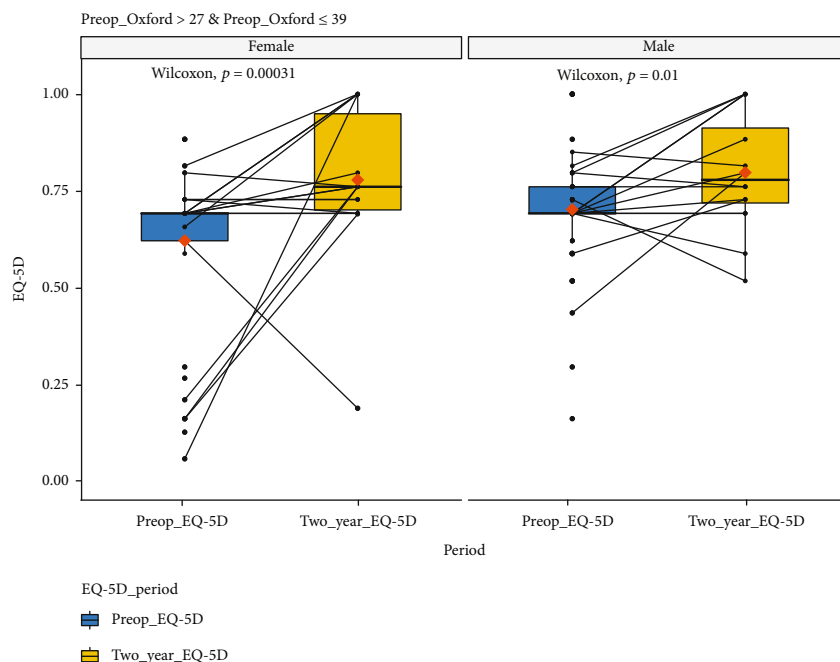 Preop_Oxford > 27 & Preop_Oxford ≤ 39
Female
Male
Wilcoxon, p = 0.00031
Wilcoxon, p = 0.01
1.00
0.75
0.50
0.25
0.00
EQ-5D
Preop_EQ-5D
Two_year_EQ-5D
Preop_EQ-5D
Two_year_EQ-5D
Period
EQ-5D_period
Preop_EQ-5D
Two_year_EQ-5D